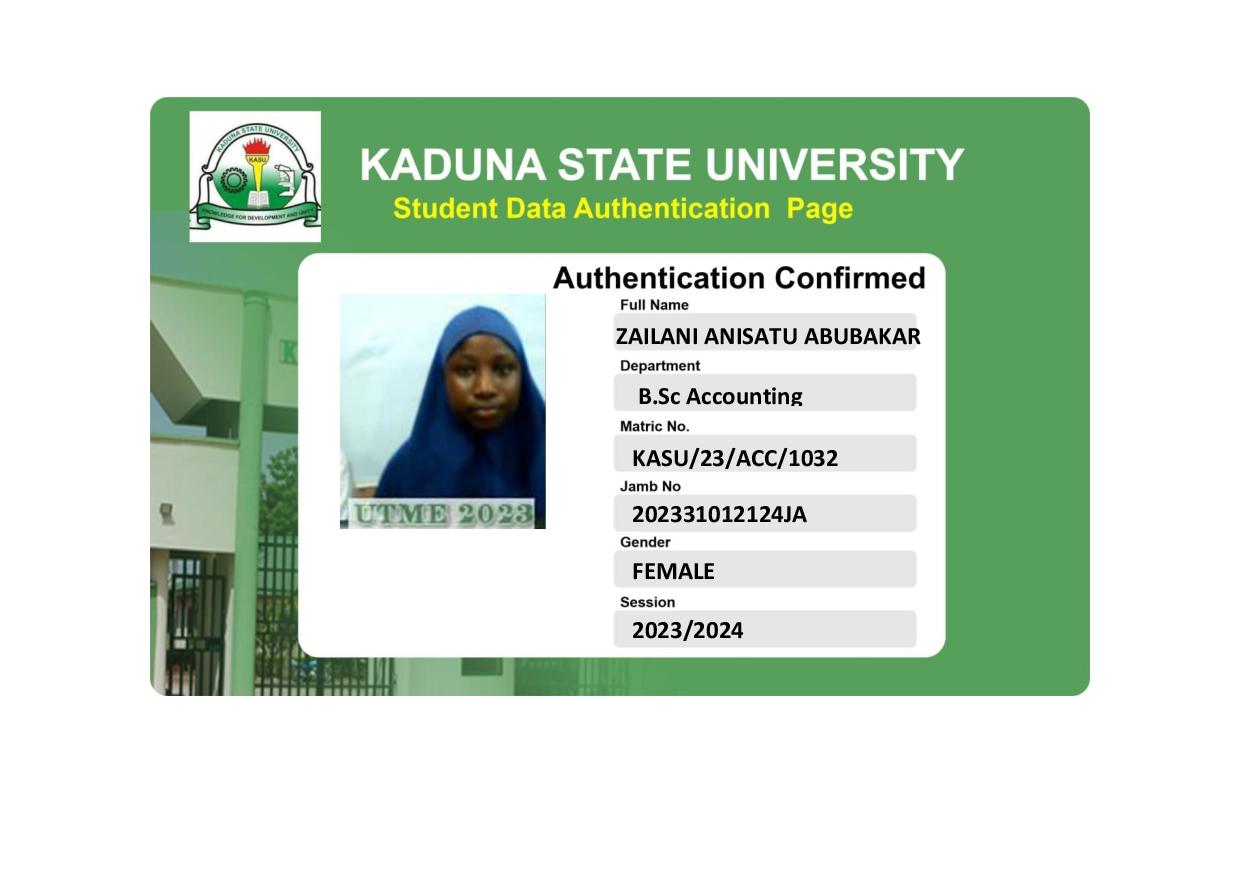 KADUNA STATE UNIVERSITY
KASU
KNOWLEDGE FOR DEVELOPMENT AND UNITY
KADUNA STATE UNIVERSITY
Student Data Authentication Page
Authentication Confirmed
Full Name
ZAILANI ANISATU ABUBAKAR
Department
B.Sc Accounting
Matric No.
KASU/23/ACC/1032
Jamb No
202331012124JA
Gender
FEMALE
Session
2023/2024
UTME 2023
K